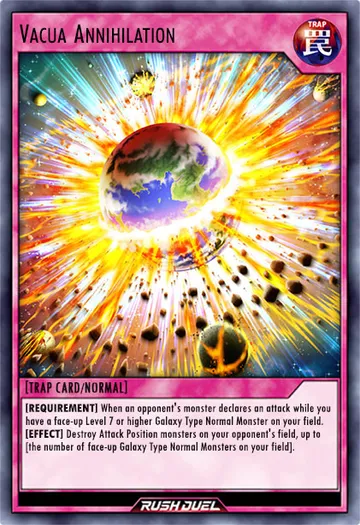 Vacua Annihilation
TRAP
罠
[TRAP CARD/NORMAL]
[REQUIREMENT] When an opponent's monster declares an attack while you
have a face-up Level 7 or higher Galaxy Type Normal Monster on your field.
[EFFECT] Destroy Attack Position monsters on your opponent's field, up to
[the number of face-up Galaxy Type Normal Monsters on your field].
RUSH DUEL